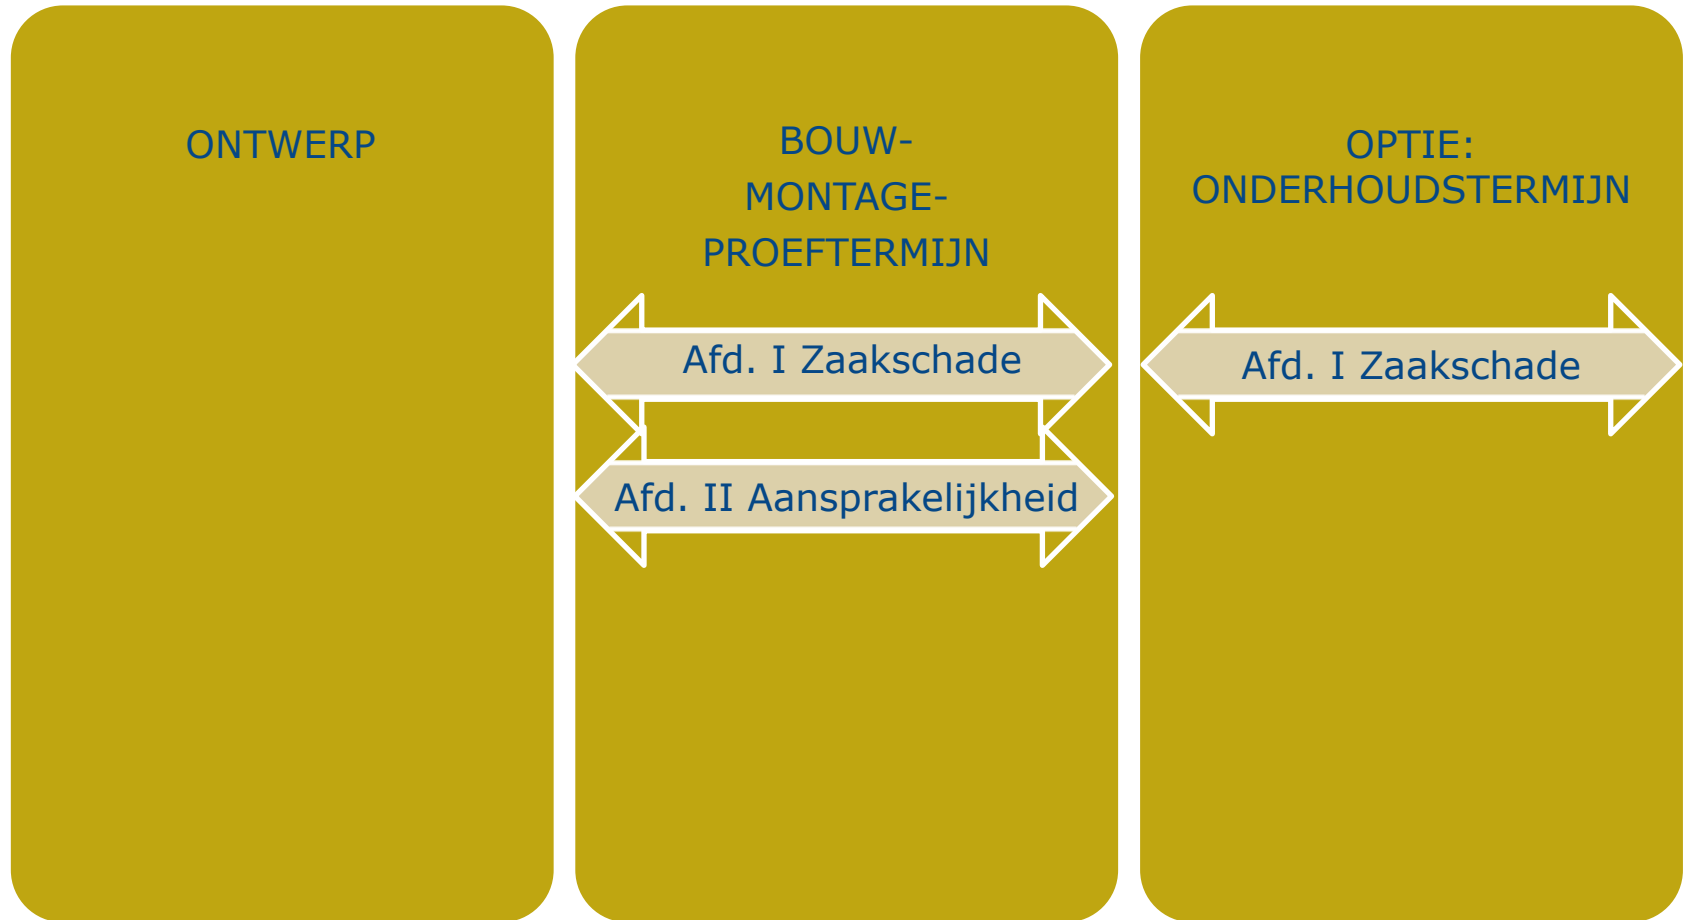 ONTWERP
BOUW-
MONTAGE-
PROEFTERMIJN
OPTIE:
ONDERHOUDSTERMIJN
Afd. I Zaakschade
Afd. I Zaakschade
Afd. II Aansprakelijkheid